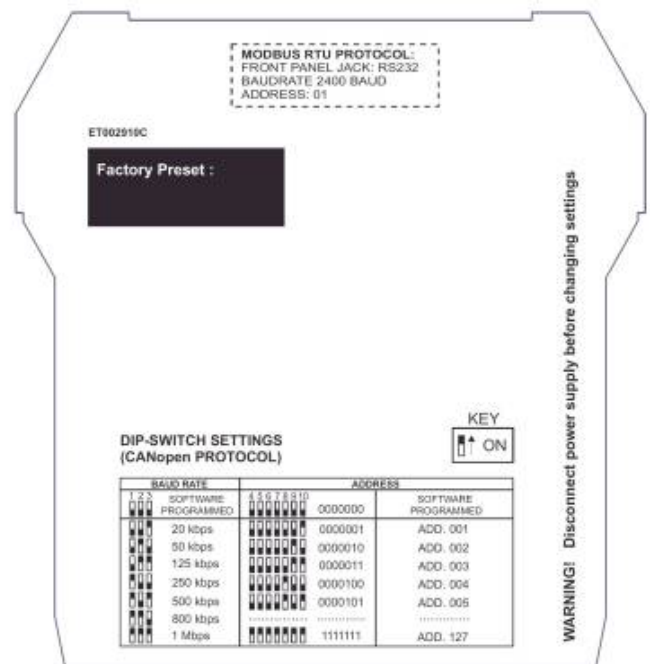 MODBUS RTU PROTOCOL:
FRONT PANEL JACK: RS232
BAUDRATE 2400 BAUD
ADDRESS: 01
ET002910C
Factory Preset :
WARNING! Disconnect power supply before changing settings
KEY
ON
DIP-SWITCH SETTINGS
(CANopen PROTOCOL)
BAUD RATE ADDRESS
1 2 3 SOFTWARE PROGRAMMED 4 5 6 7 8 9 10 0000000 SOFTWARE PROGRAMMED
20 kbps 0000001 ADD. 001
50 kbps 0000010 ADD. 002
125 kbps 0000011 ADD. 003
250 kbps 0000100 ADD. 004
500 kbps 0000101 ADD. 005
800 kbps ............. .............
1 Mbps 1111111 ADD. 127